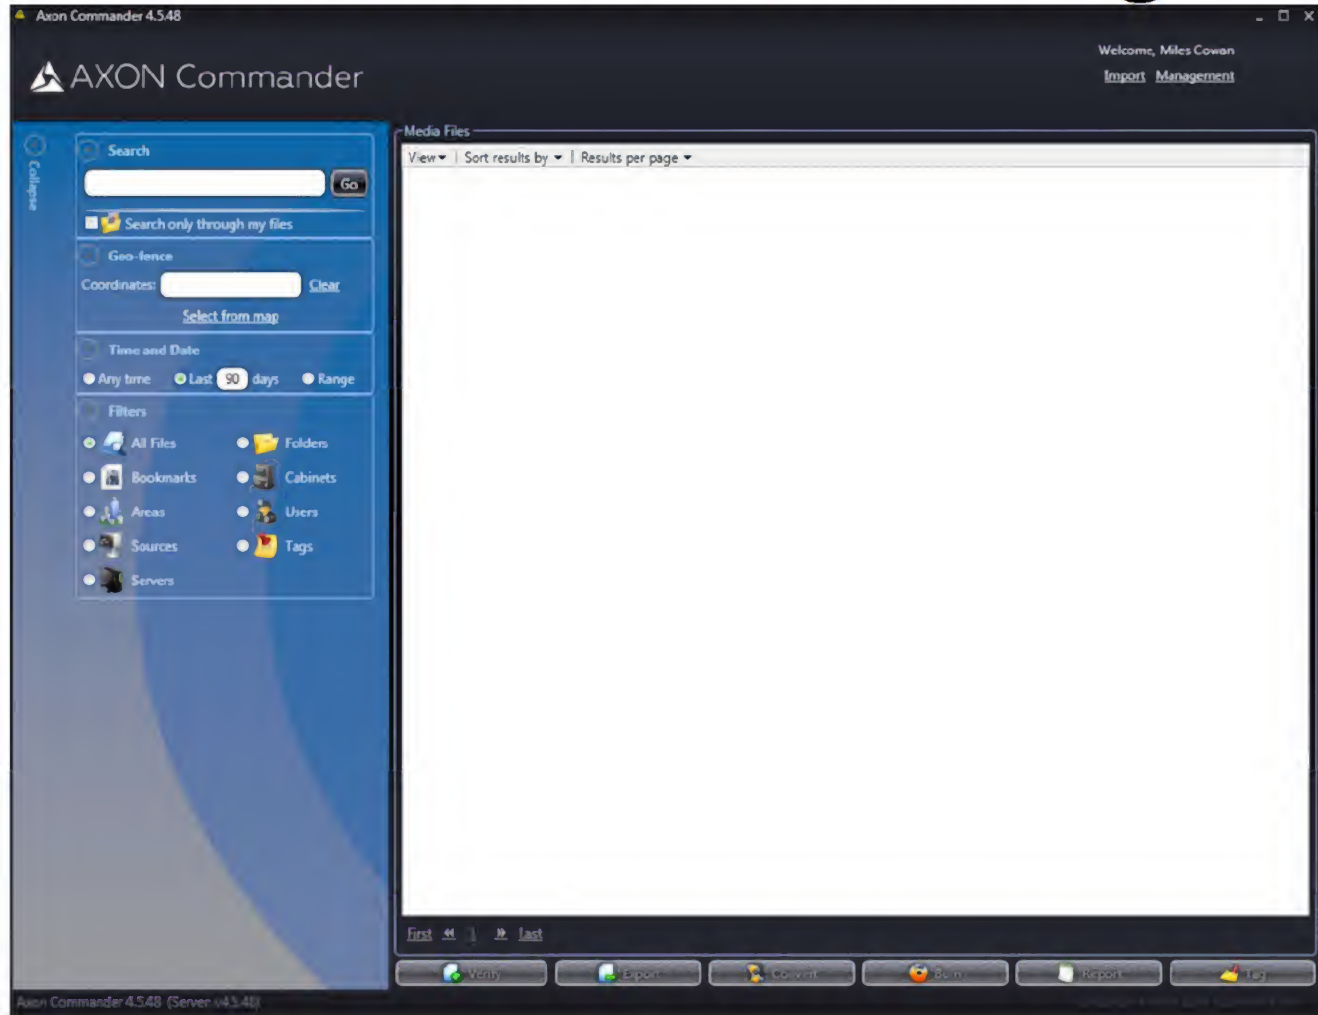 Axon Commander 4.5.48
AXON Commander
Welcome, Miles Cowan
Import Management
Collapse
Search
Go
Search only through my files
Geo-fence
Coordinates:
Clear
Select from map
Time and Date
Any time Last 90 days Range
Filters
All Files Folders
Bookmarks Cabinets
Areas Users
Sources Tags
Servers
Media Files
View | Sort results by | Results per page
First 1 Last
Verify Export Convert Burn Report Tag
Axon Commander 4.5.48 (Server: v4.5.48)